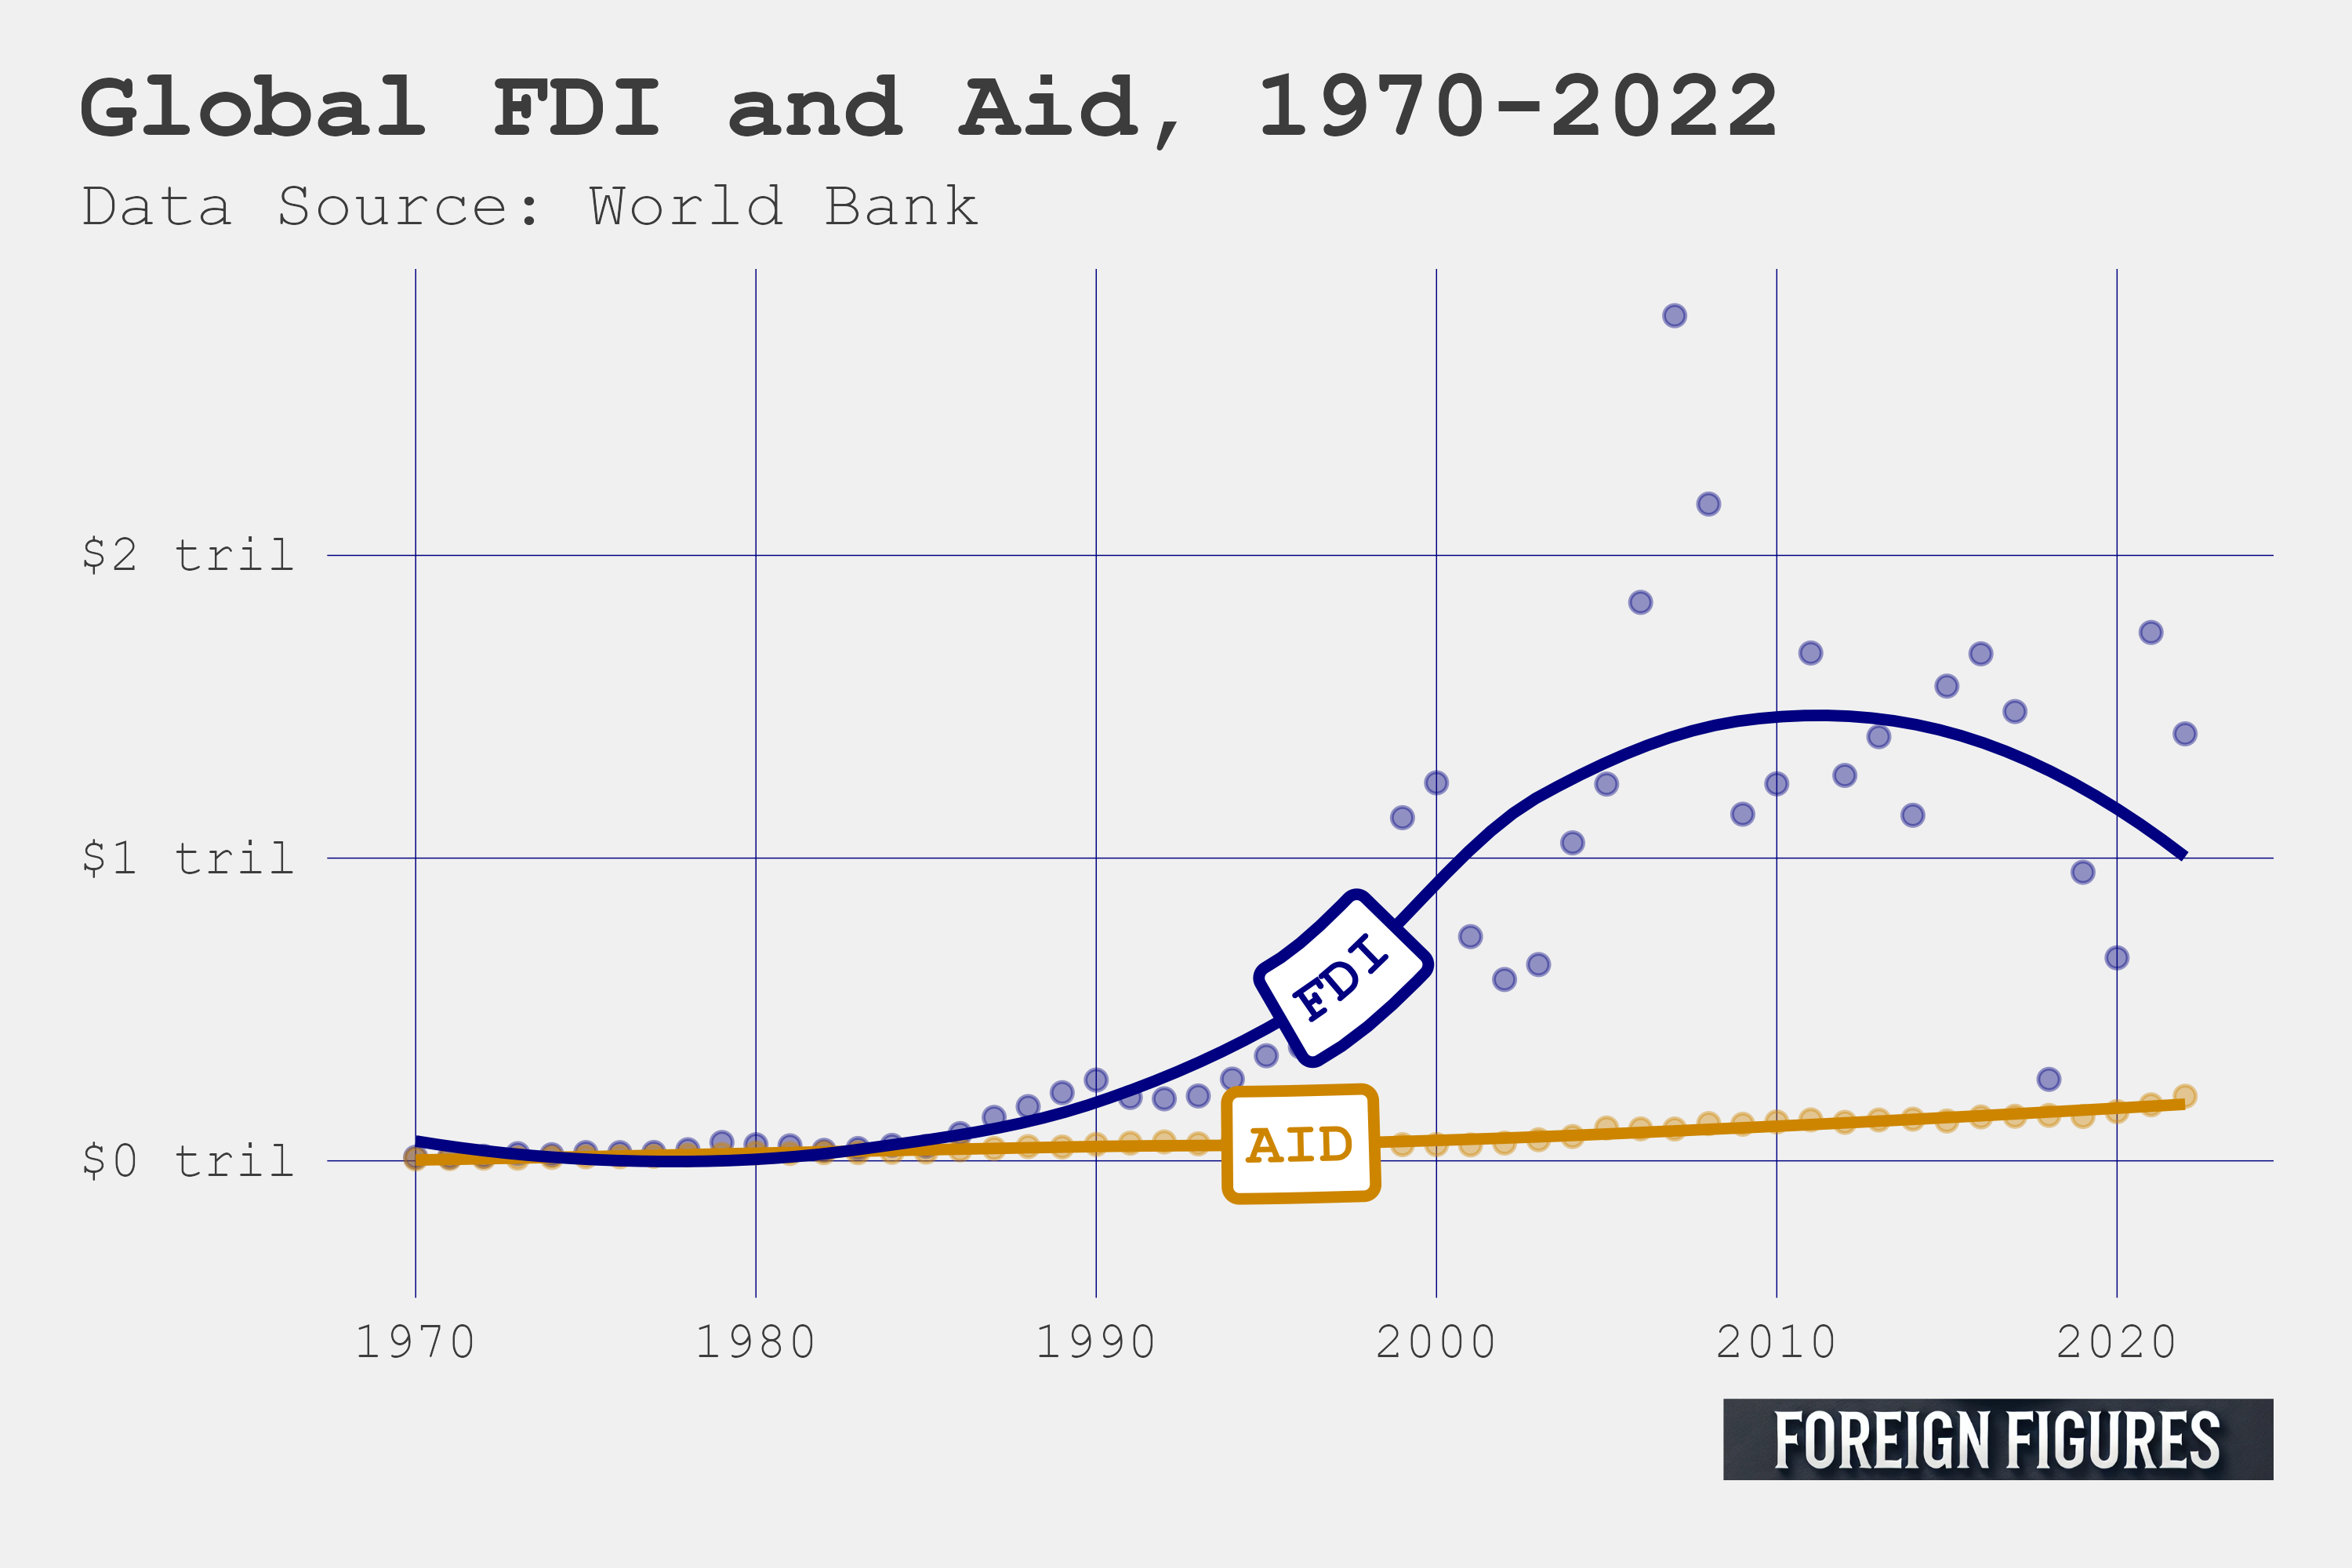 Global FDI and Aid, 1970-2022
Data Source: World Bank
$2 tril
$1 tril
$0 tril
FDI
AID
1970 1980 1990 2000 2010 2020
FOREIGN FIGURES